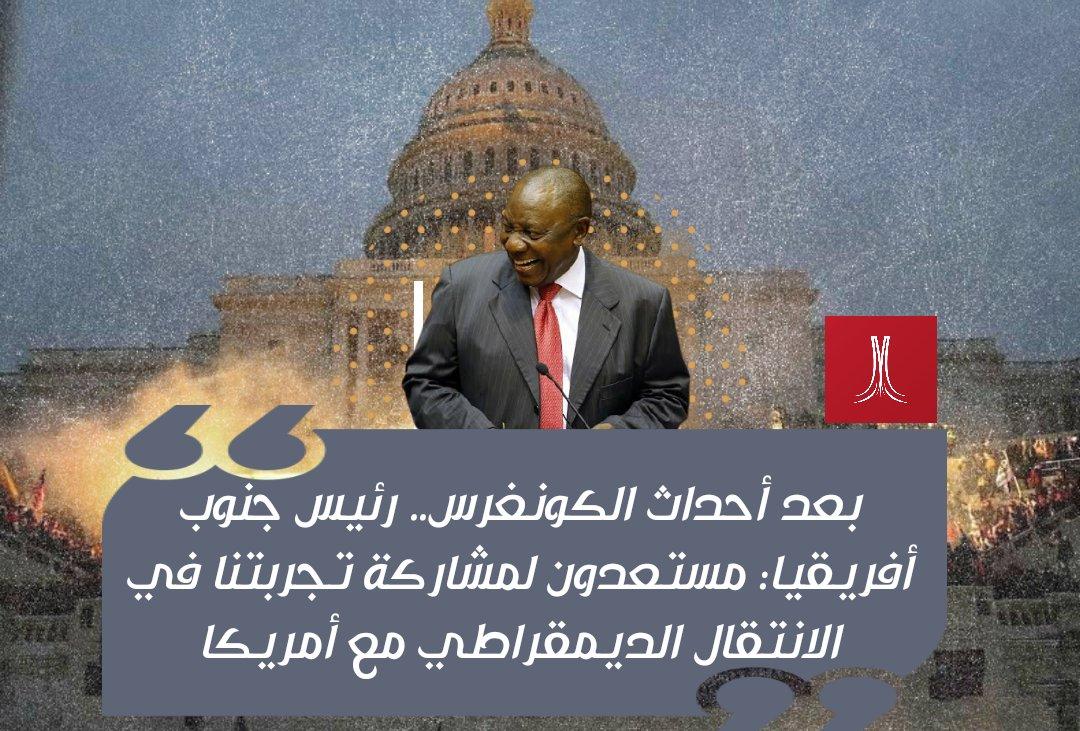 بعد أحداث الكونغرس.. رئيس جنوب
أفريقيا: مستعدون لمشاركة تجربتنا في
الانتقال الديمقراطي مع أمريكا